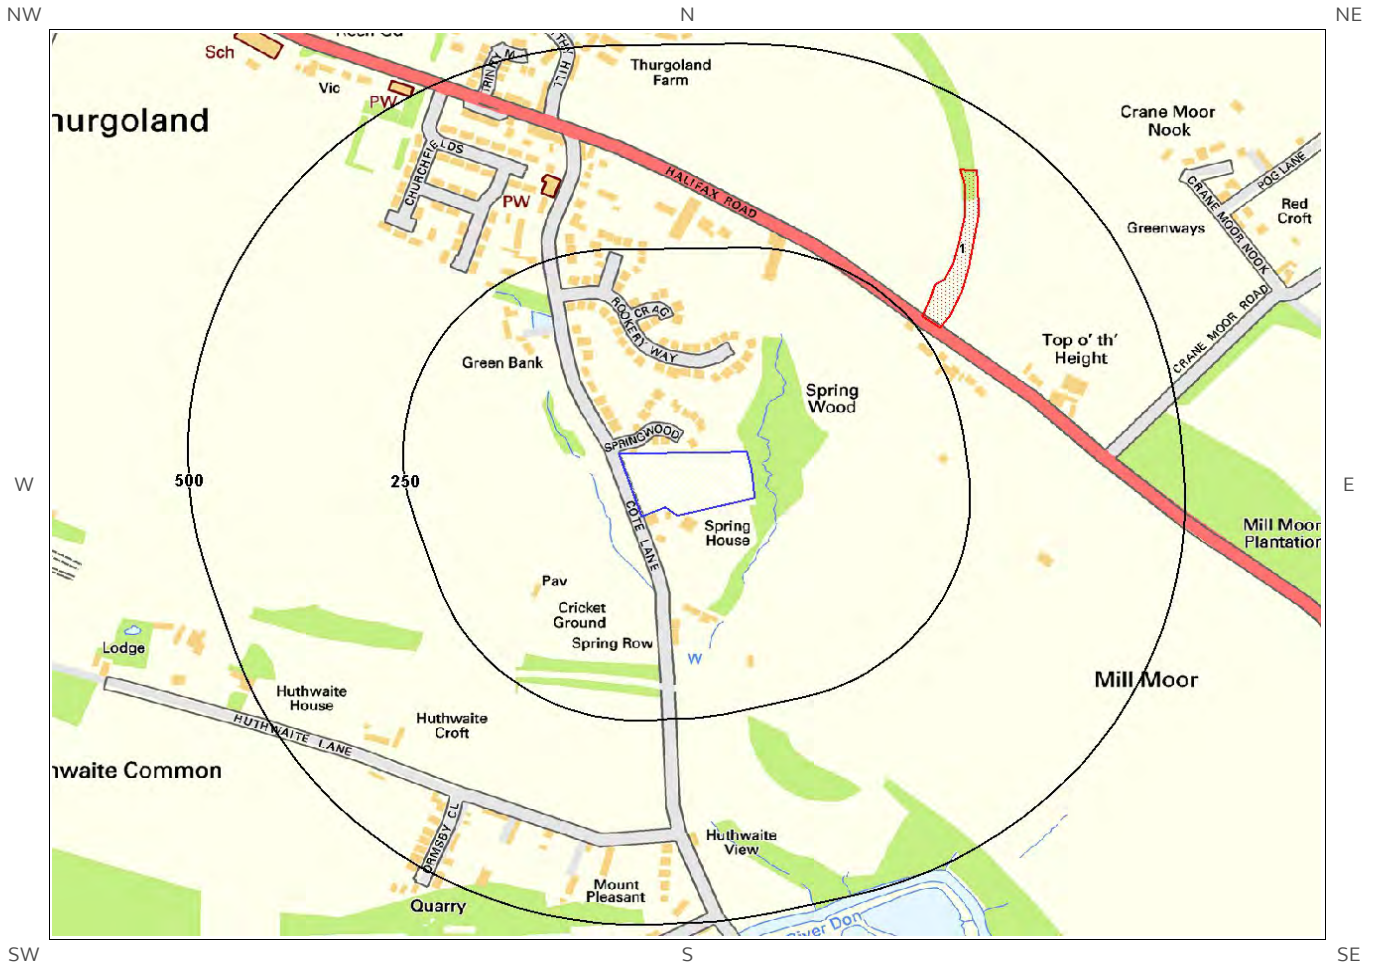 NW
N
NE
Sch
Thurgoland
Farm
Vic
PW
hurgoland
TRINITY M
THY HILL
Crane Moor
Nook
CHURCHFIELDS
PW
HALIFAX ROAD
POG LANE
CRANE MOOR NOOK
Red
Croft
Greenways
1
CRAG
ROOKERY WAY
Green Bank
CRANE MOOR ROAD
Top o' th'
Height
Spring
Wood
SPRINGWOOD
500
250
W
E
COTE LANE
Spring
House
Mill Moor
Plantation
Pav
Cricket
Ground
Spring Row
Lodge
W
Mill Moor
Huthwaite
House
HUTHWAITE LANE
Huthwaite
Croft
hwaite Common
ORMSBY CL
Huthwaite
View
Mount
Pleasant
Quarry
River Don
SW
S
SE